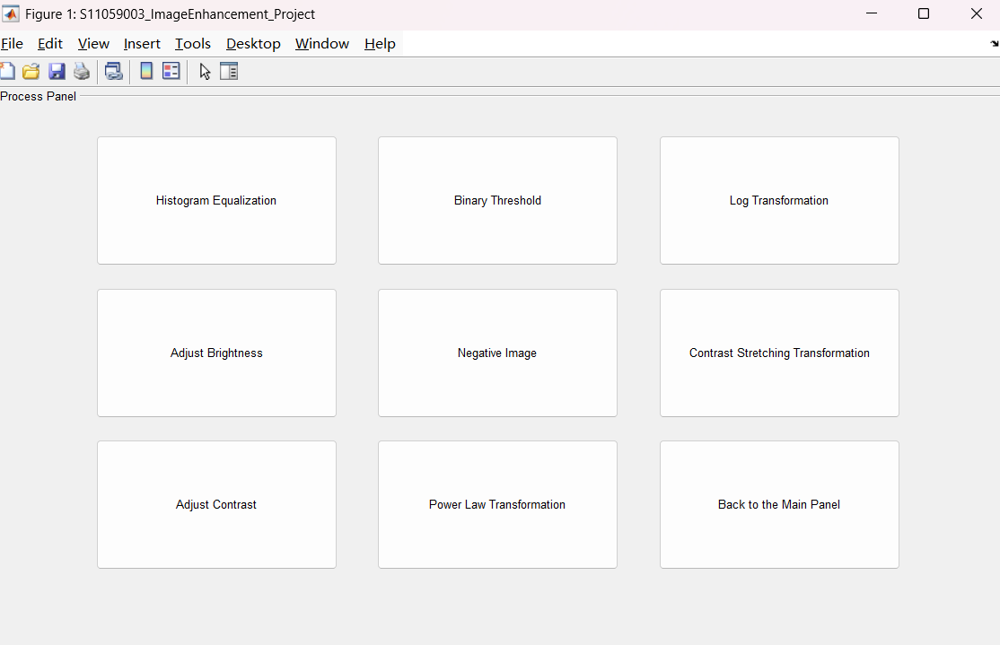 Figure 1: S11059003_ImageEnhancement_Project
File Edit View Insert Tools Desktop Window Help
Process Panel
Histogram Equalization
Binary Threshold
Log Transformation
Adjust Brightness
Negative Image
Contrast Stretching Transformation
Adjust Contrast
Power Law Transformation
Back to the Main Panel